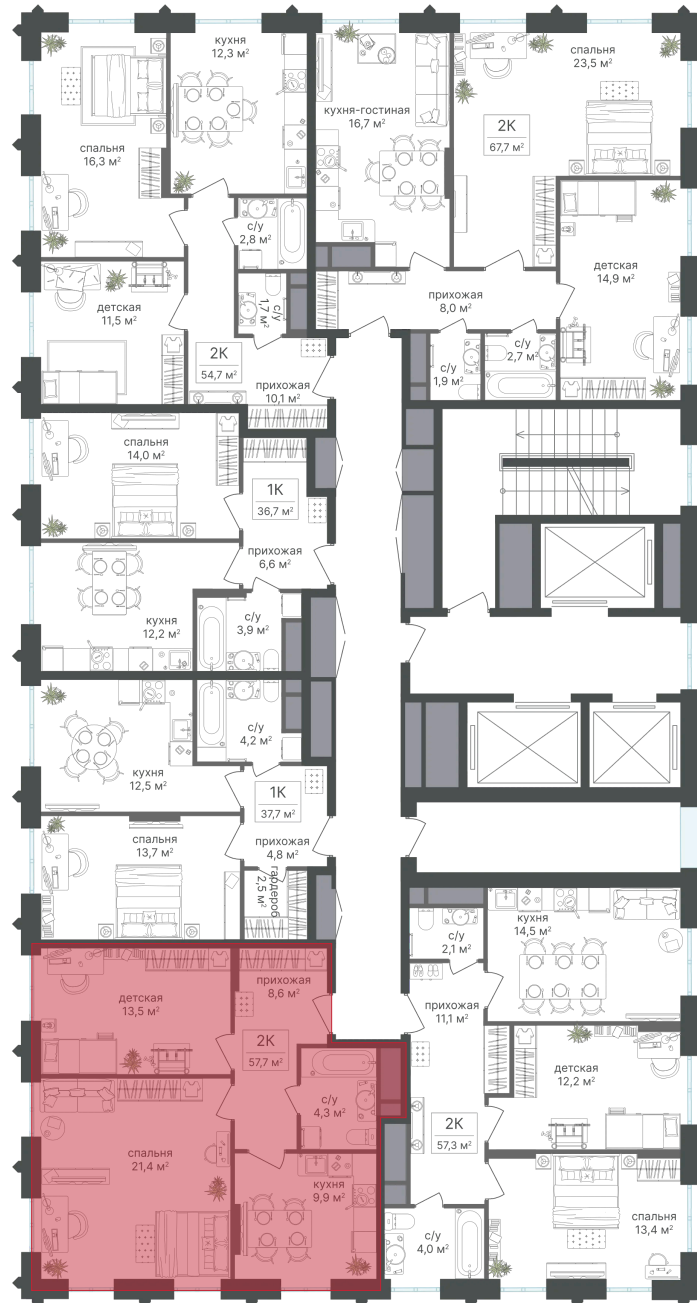 кухня
12,3 м²
спальня
16,3 м²
с/у
2,8 м²
с/у
1,7 м²
детская
11,5 м²
2К
54,7 м²
прихожая
10,1 м²
кухня-гостиная
16,7 м²
спальня
23,5 м²
2К
67,7 м²
детская
14,9 м²
прихожая
8,0 м²
с/у
2,7 м²
с/у
1,9 м²
спальня
14,0 м²
1К
36,7 м²
прихожая
6,6 м²
кухня
12,2 м²
с/у
3,9 м²
с/у
4,2 м²
кухня
12,5 м²
1К
37,7 м²
спальня
13,7 м²
прихожая
4,8 м²
гардероб
2,5 м²
прихожая
8,6 м²
детская
13,5 м²
2К
57,7 м²
с/у
4,3 м²
спальня
21,4 м²
кухня
9,9 м²
кухня
14,5 м²
с/у
2,1 м²
прихожая
11,1 м²
детская
12,2 м²
2К
57,3 м²
спальня
13,4 м²
с/у
4,0 м²